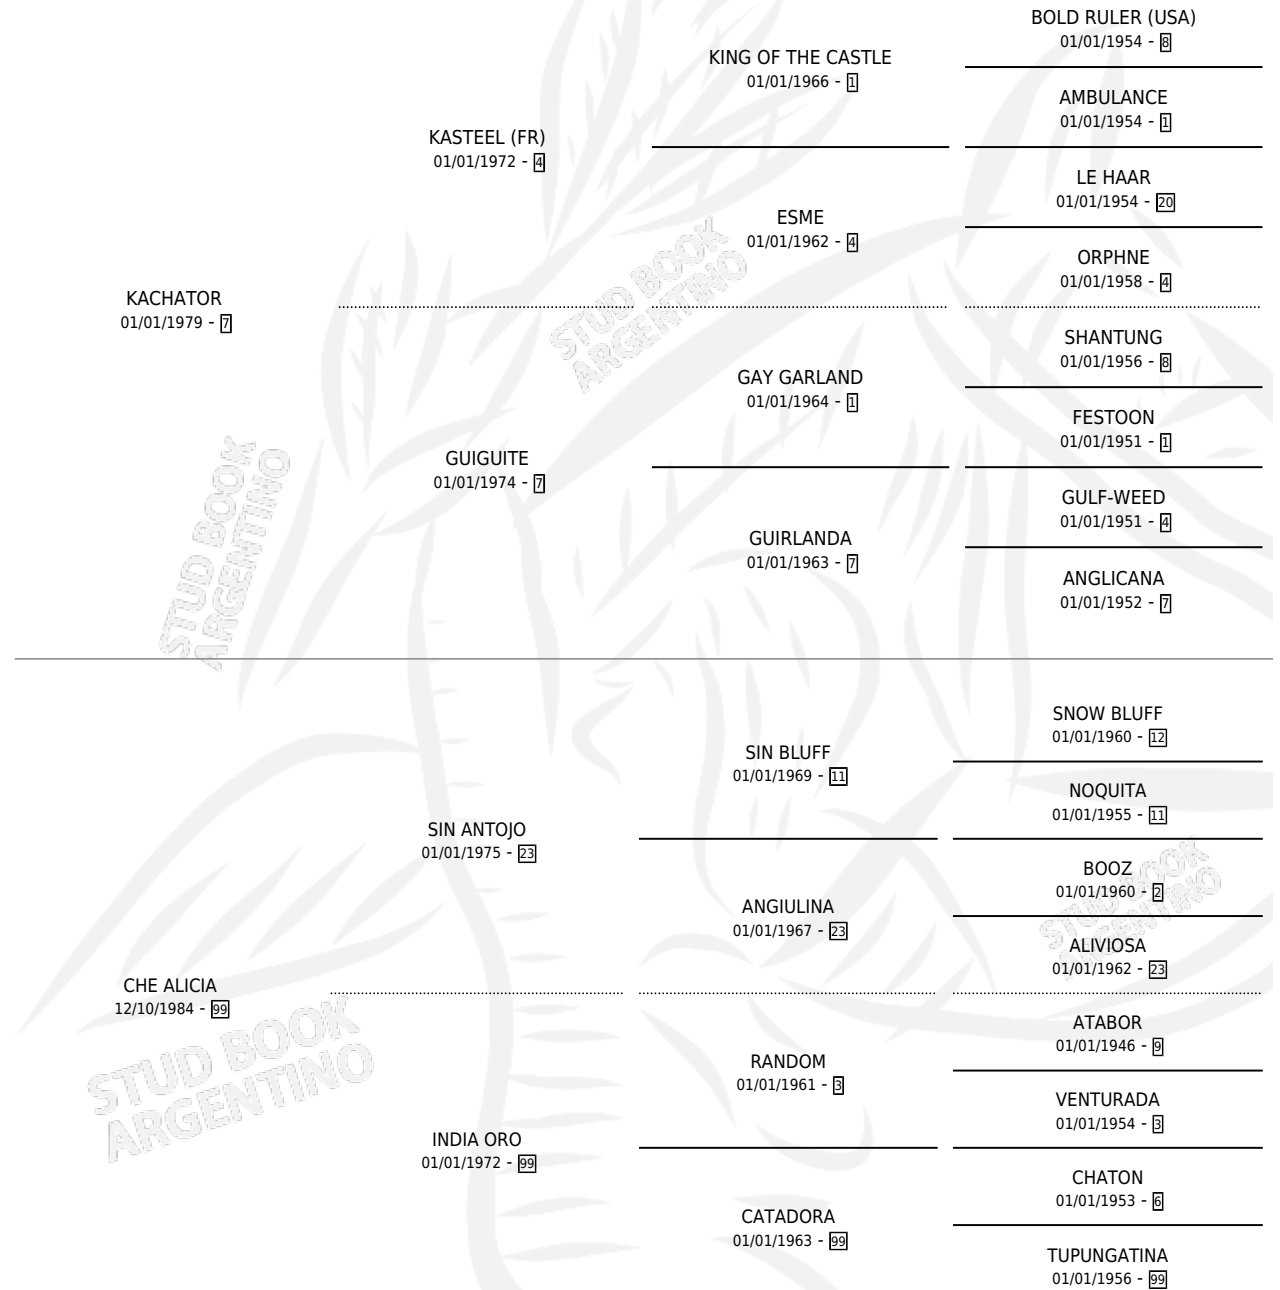 BOLD RULER (USA)
01/01/1954 - 8
KING OF THE CASTLE
01/01/1966 - 1
AMBULANCE
01/01/1954 - 1
KASTEEL (FR)
01/01/1972 - 4
LE HAAR
01/01/1954 - 20
ESME
01/01/1962 - 4
ORPHNE
01/01/1958 - 4
KACHATOR
01/01/1979 - 7
SHANTUNG
01/01/1956 - 8
GAY GARLAND
01/01/1964 - 1
FESTOON
01/01/1951 - 1
GUIGUITE
01/01/1974 - 7
GULF-WEED
01/01/1951 - 4
GUIRLANDA
01/01/1963 - 7
ANGLICANA
01/01/1952 - 7
SNOW BLUFF
01/01/1960 - 12
SIN BLUFF
01/01/1969 - 11
NOQUITA
01/01/1955 - 11
SIN ANTOJO
01/01/1975 - 23
BOOZ
01/01/1960 - 2
ANGIULINA
01/01/1967 - 23
ALIVIOSA
01/01/1962 - 23
CHE ALICIA
12/10/1984 - 99
ATABOR
01/01/1946 - 9
RANDOM
01/01/1961 - 3
VENTURADA
01/01/1954 - 3
INDIA ORO
01/01/1972 - 99
CHATON
01/01/1953 - 6
CATADORA
01/01/1963 - 99
TUPUNGATINA
01/01/1956 - 99
STUD BOOK
ARGENTINO
STUD BOOK
ARGENTINO
STUD BOOK
ARGENTINO
STUD BOOK
ARGENTINO